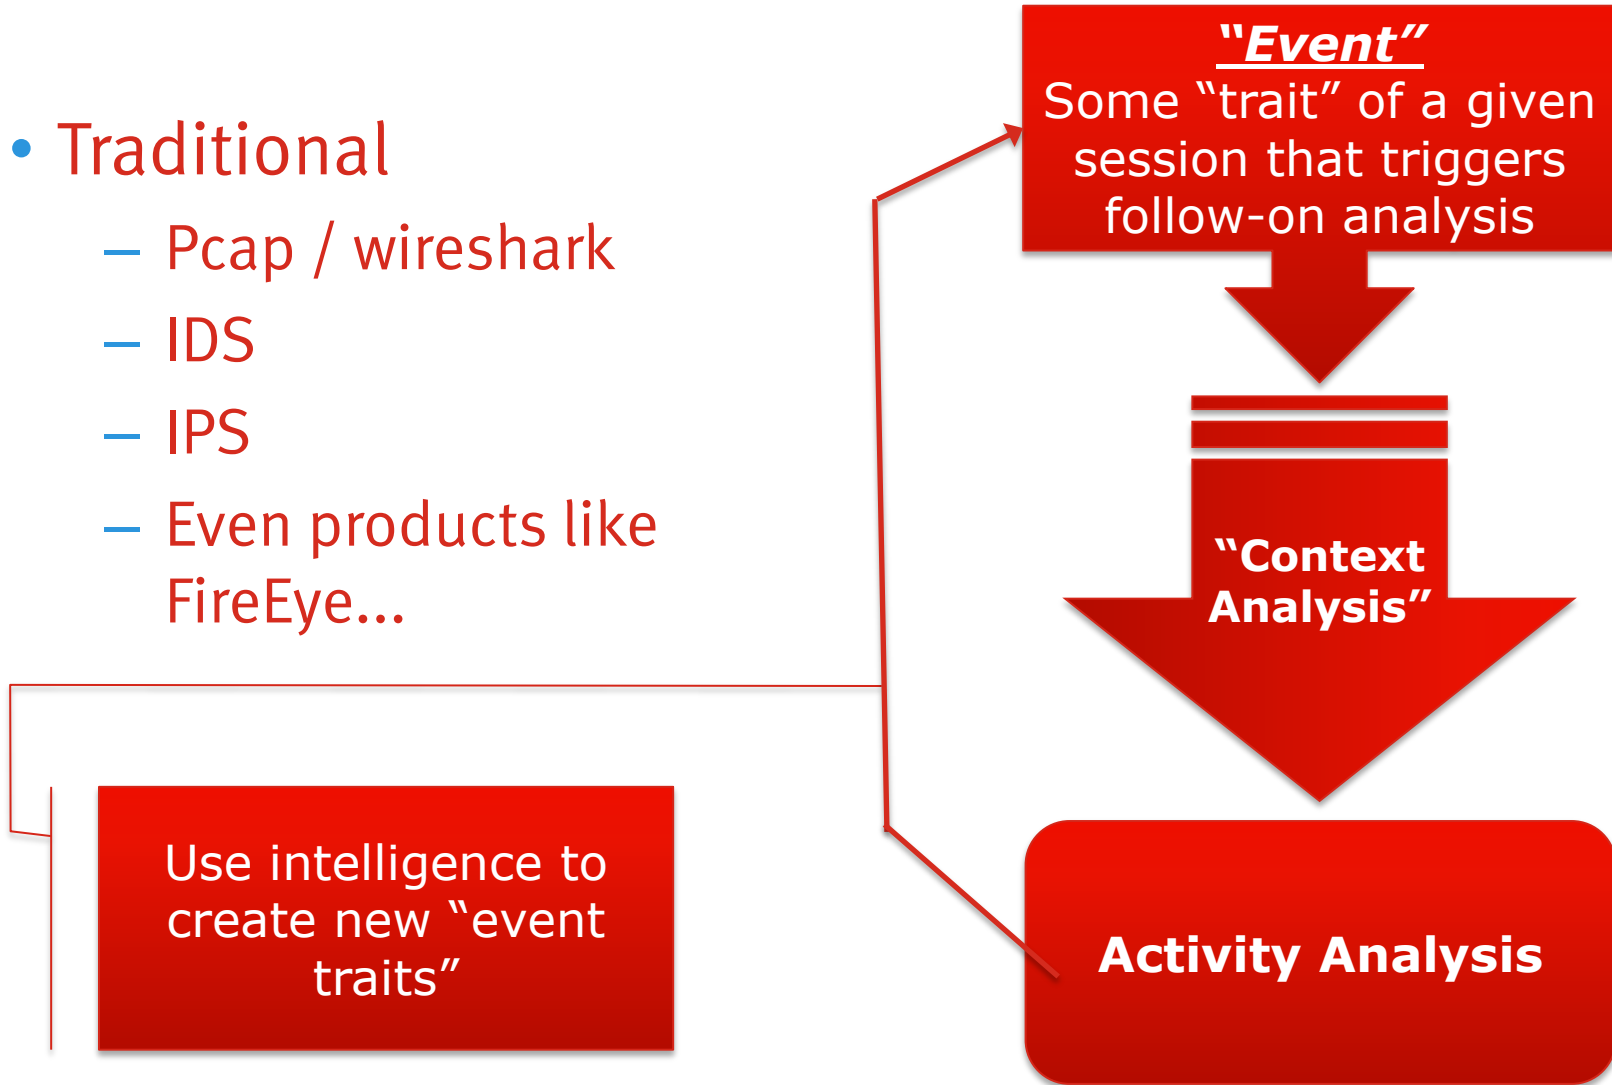 • Traditional
– Pcap / wireshark
– IDS
– IPS
– Even products like
FireEye...
“Event”
Some “trait” of a given
session that triggers
follow-on analysis
“Context
Analysis”
Activity Analysis
Use intelligence to
create new “event
traits”